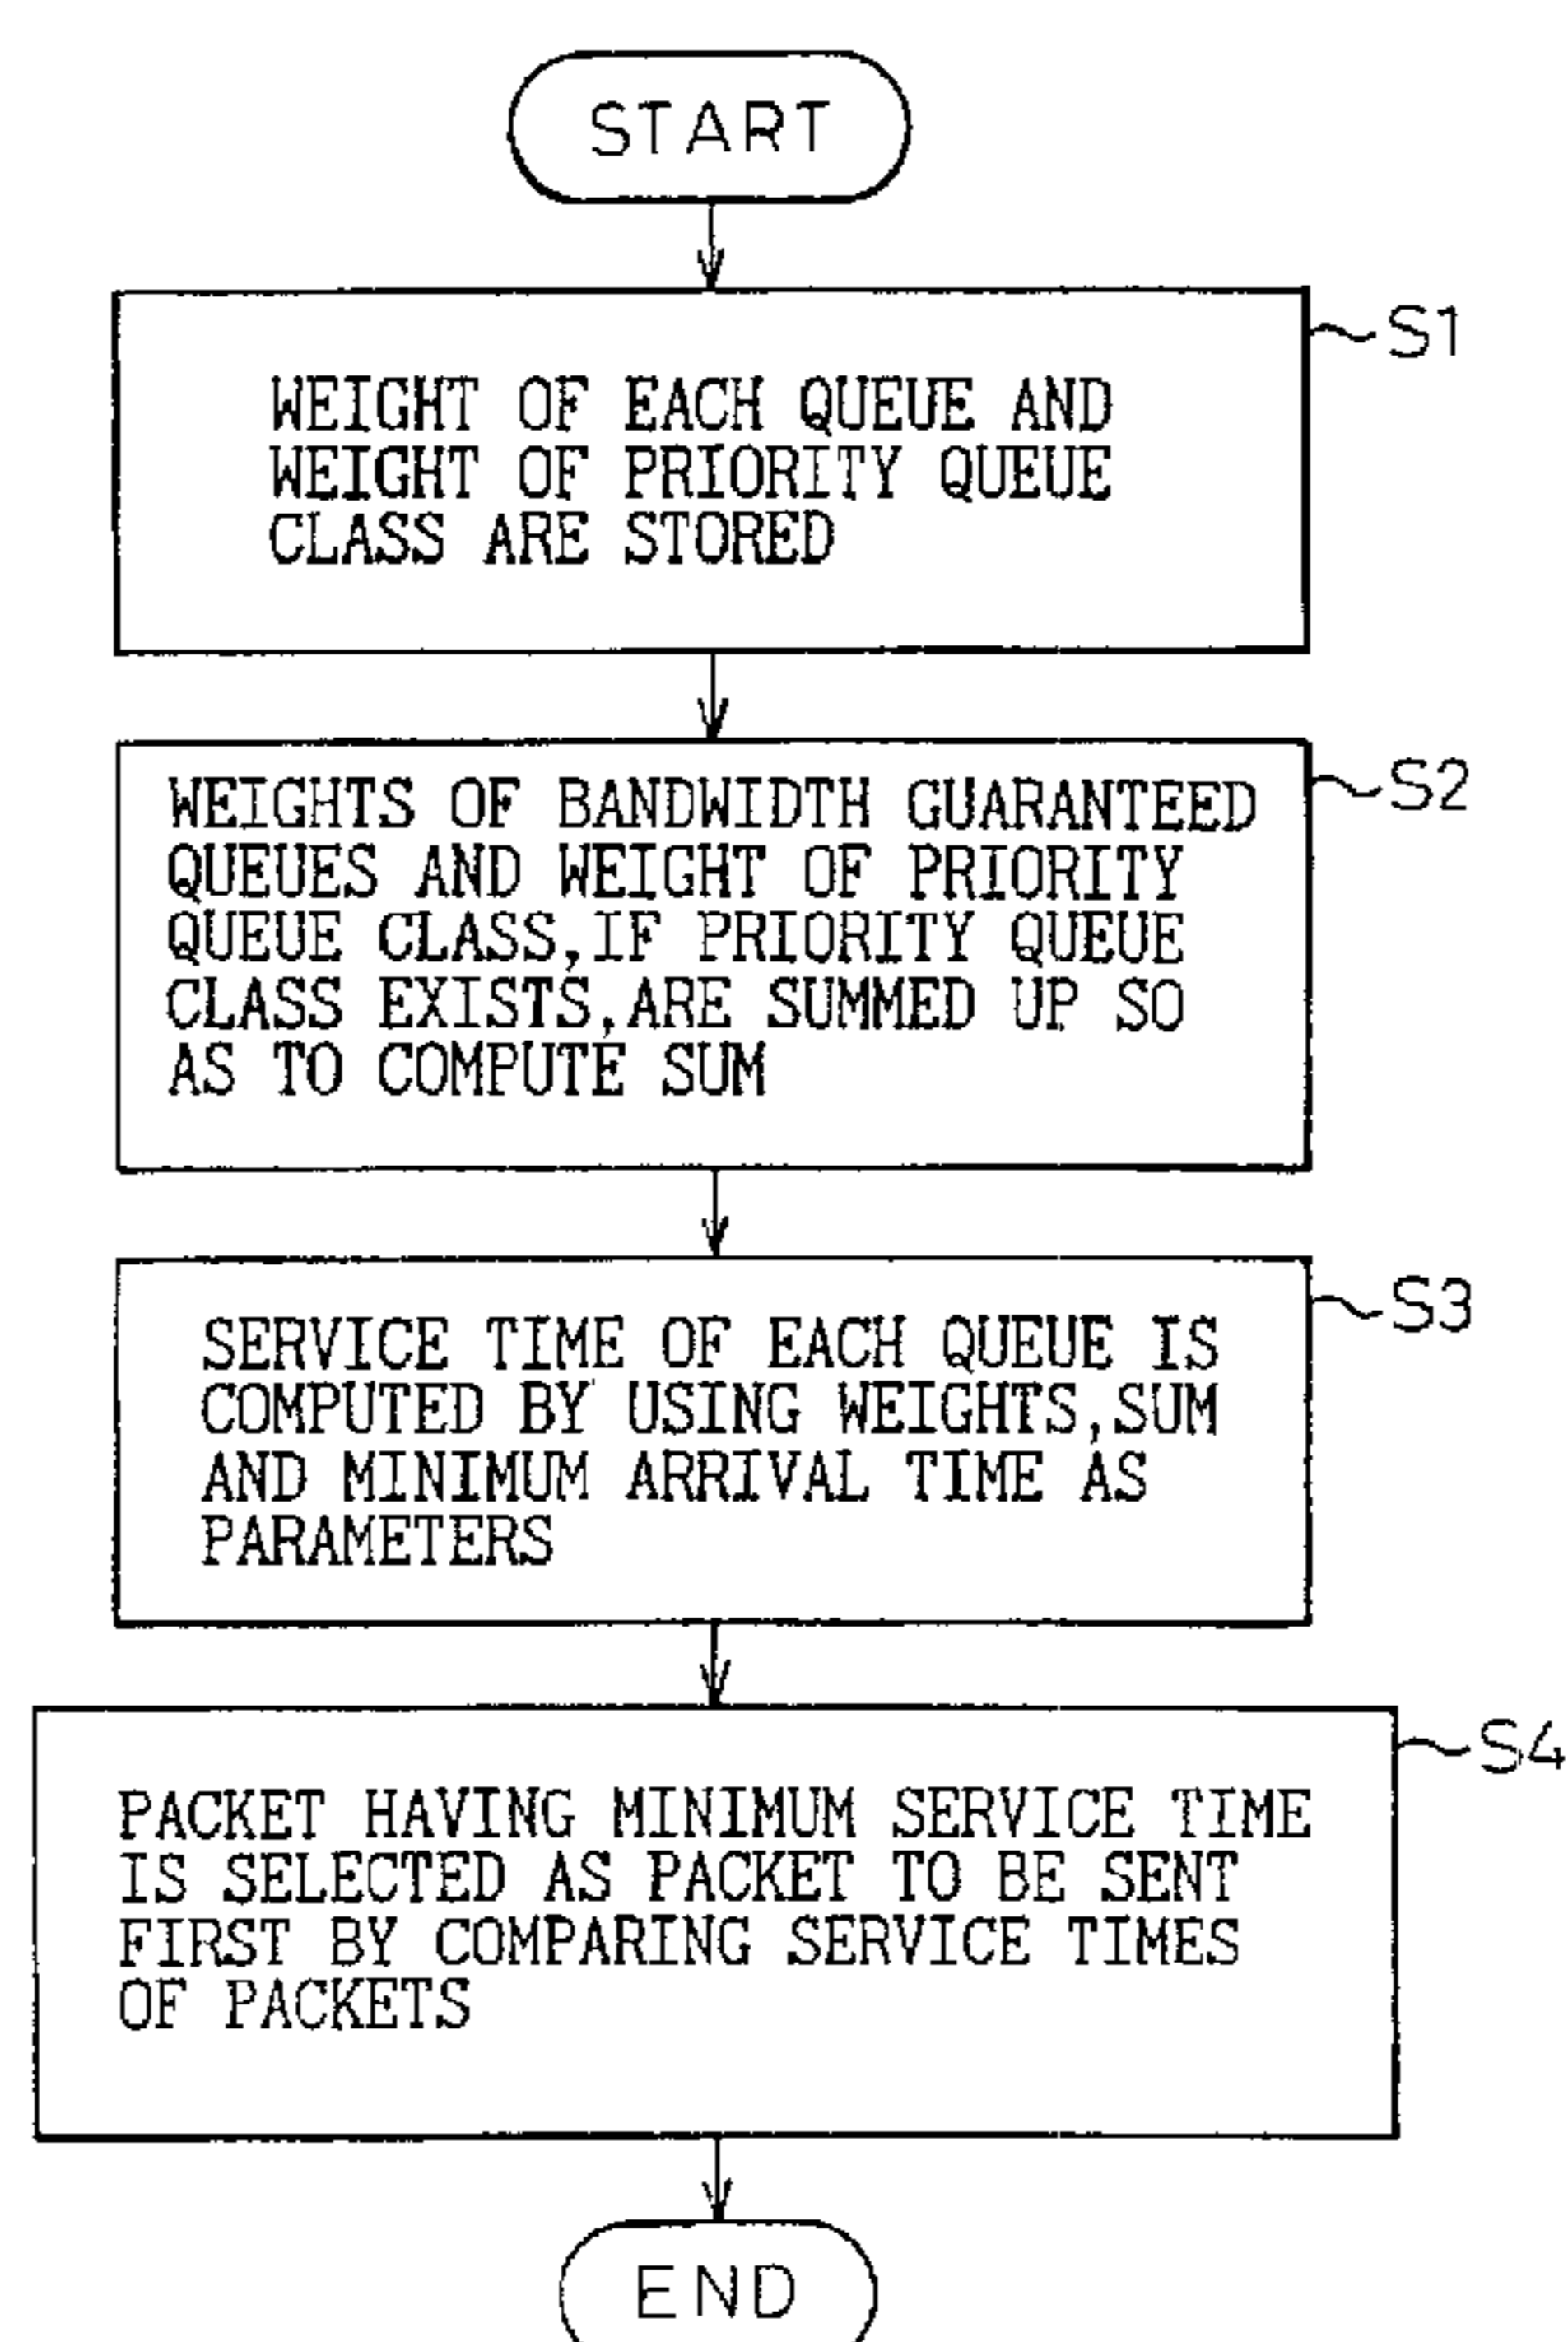 START
S1
WEIGHT OF EACH QUEUE AND
WEIGHT OF PRIORITY QUEUE
CLASS ARE STORED
S2
WEIGHTS OF BANDWIDTH GUARANTEED
QUEUES AND WEIGHT OF PRIORITY
QUEUE CLASS,IF PRIORITY QUEUE
CLASS EXISTS,ARE SUMMED UP SO
AS TO COMPUTE SUM
S3
SERVICE TIME OF EACH QUEUE IS
COMPUTED BY USING WEIGHTS,SUM
AND MINIMUM ARRIVAL TIME AS
PARAMETERS
S4
PACKET HAVING MINIMUM SERVICE TIME
IS SELECTED AS PACKET TO BE SENT
FIRST BY COMPARING SERVICE TIMES
OF PACKETS
END